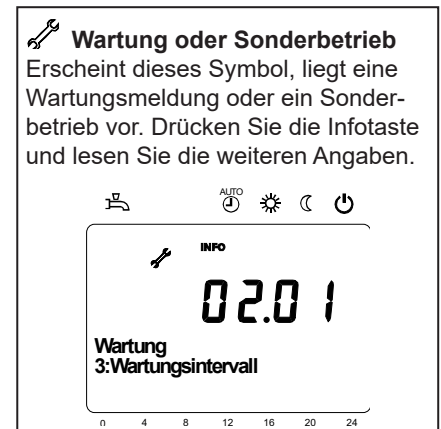 Wartung oder Sonderbetrieb
Erscheint dieses Symbol, liegt eine
Wartungsmeldung oder ein Sonder-
betrieb vor. Drücken Sie die Infotaste
und lesen Sie die weiteren Angaben.
AUTO
INFO
02.01
Wartung
3:Wartungsintervall
0 4 8 12 16 20 24